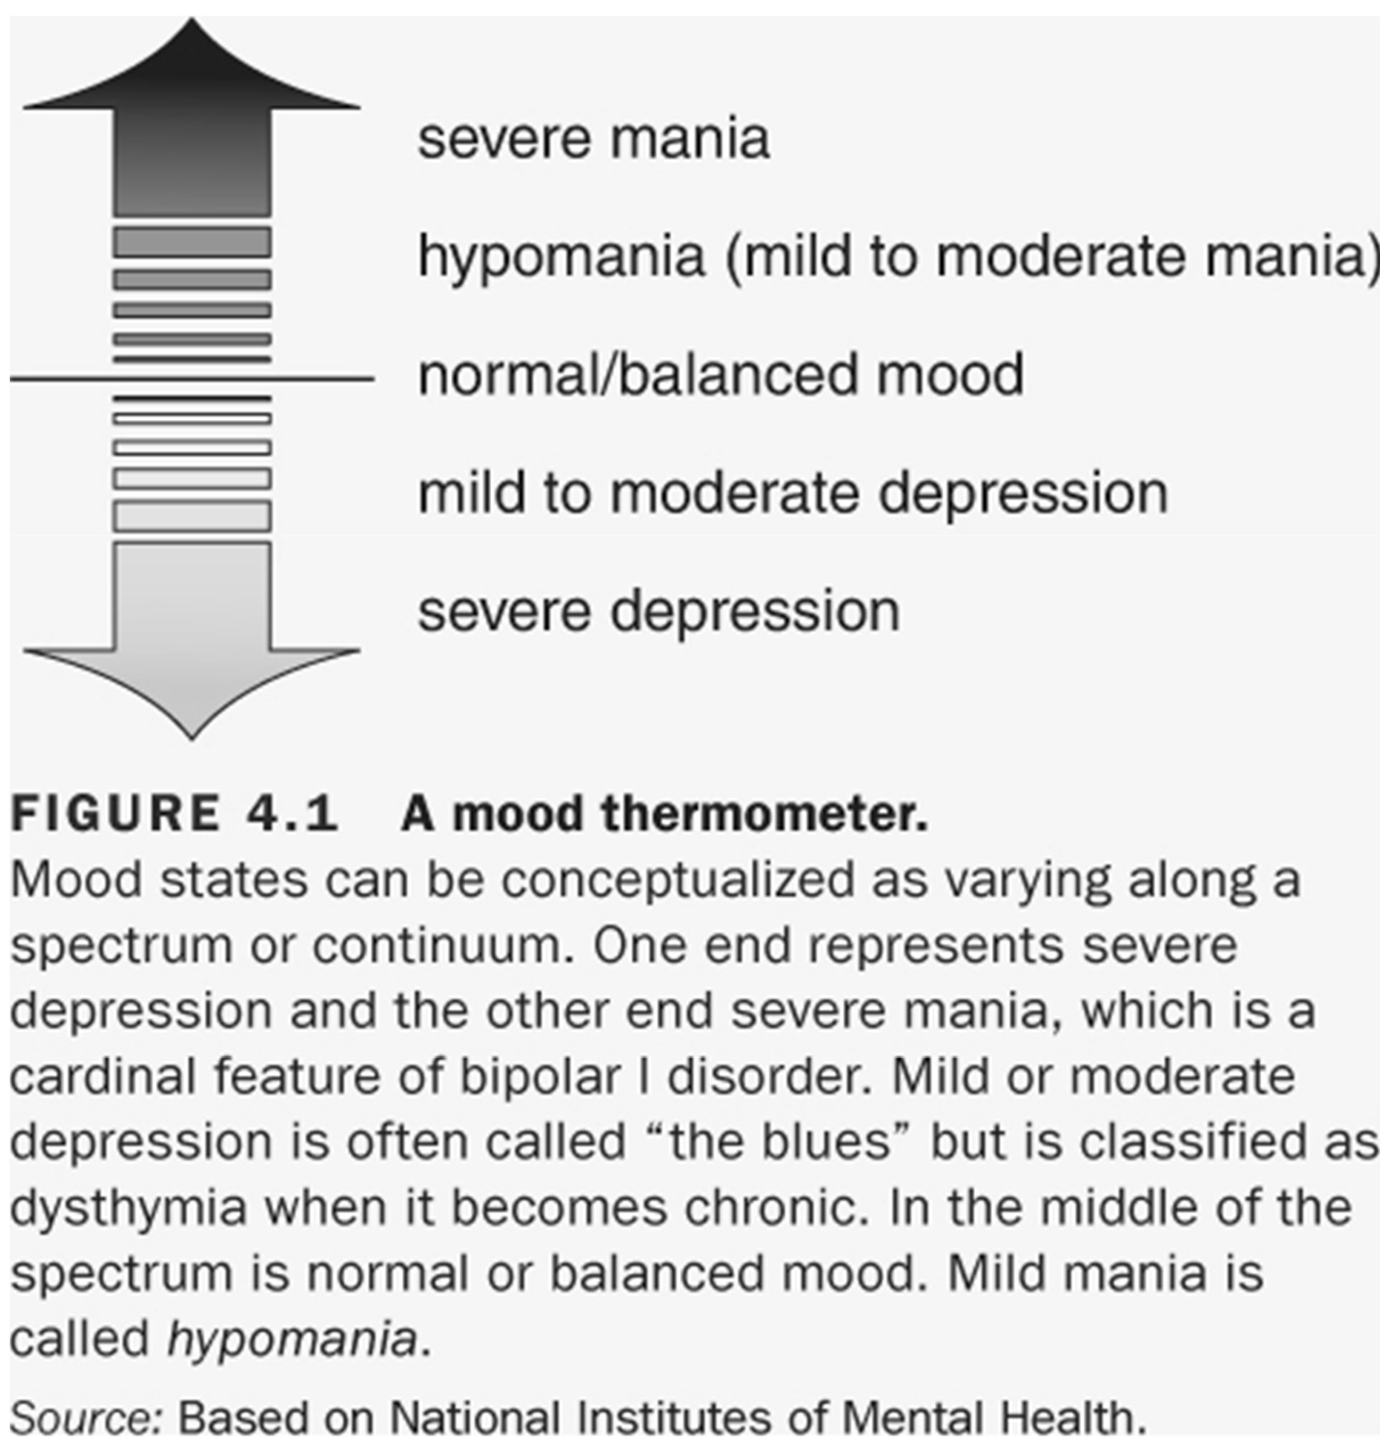 severe mania
hypomania (mild to moderate mania)
normal/balanced mood
mild to moderate depression
severe depression
FIGURE 4.1 A mood thermometer.
Mood states can be conceptualized as varying along a
spectrum or continuum. One end represents severe
depression and the other end severe mania, which is a
cardinal feature of bipolar I disorder. Mild or moderate
depression is often called “the blues” but is classified as
dysthymia when it becomes chronic. In the middle of the
spectrum is normal or balanced mood. Mild mania is
called hypomania.
Source: Based on National Institutes of Mental Health.